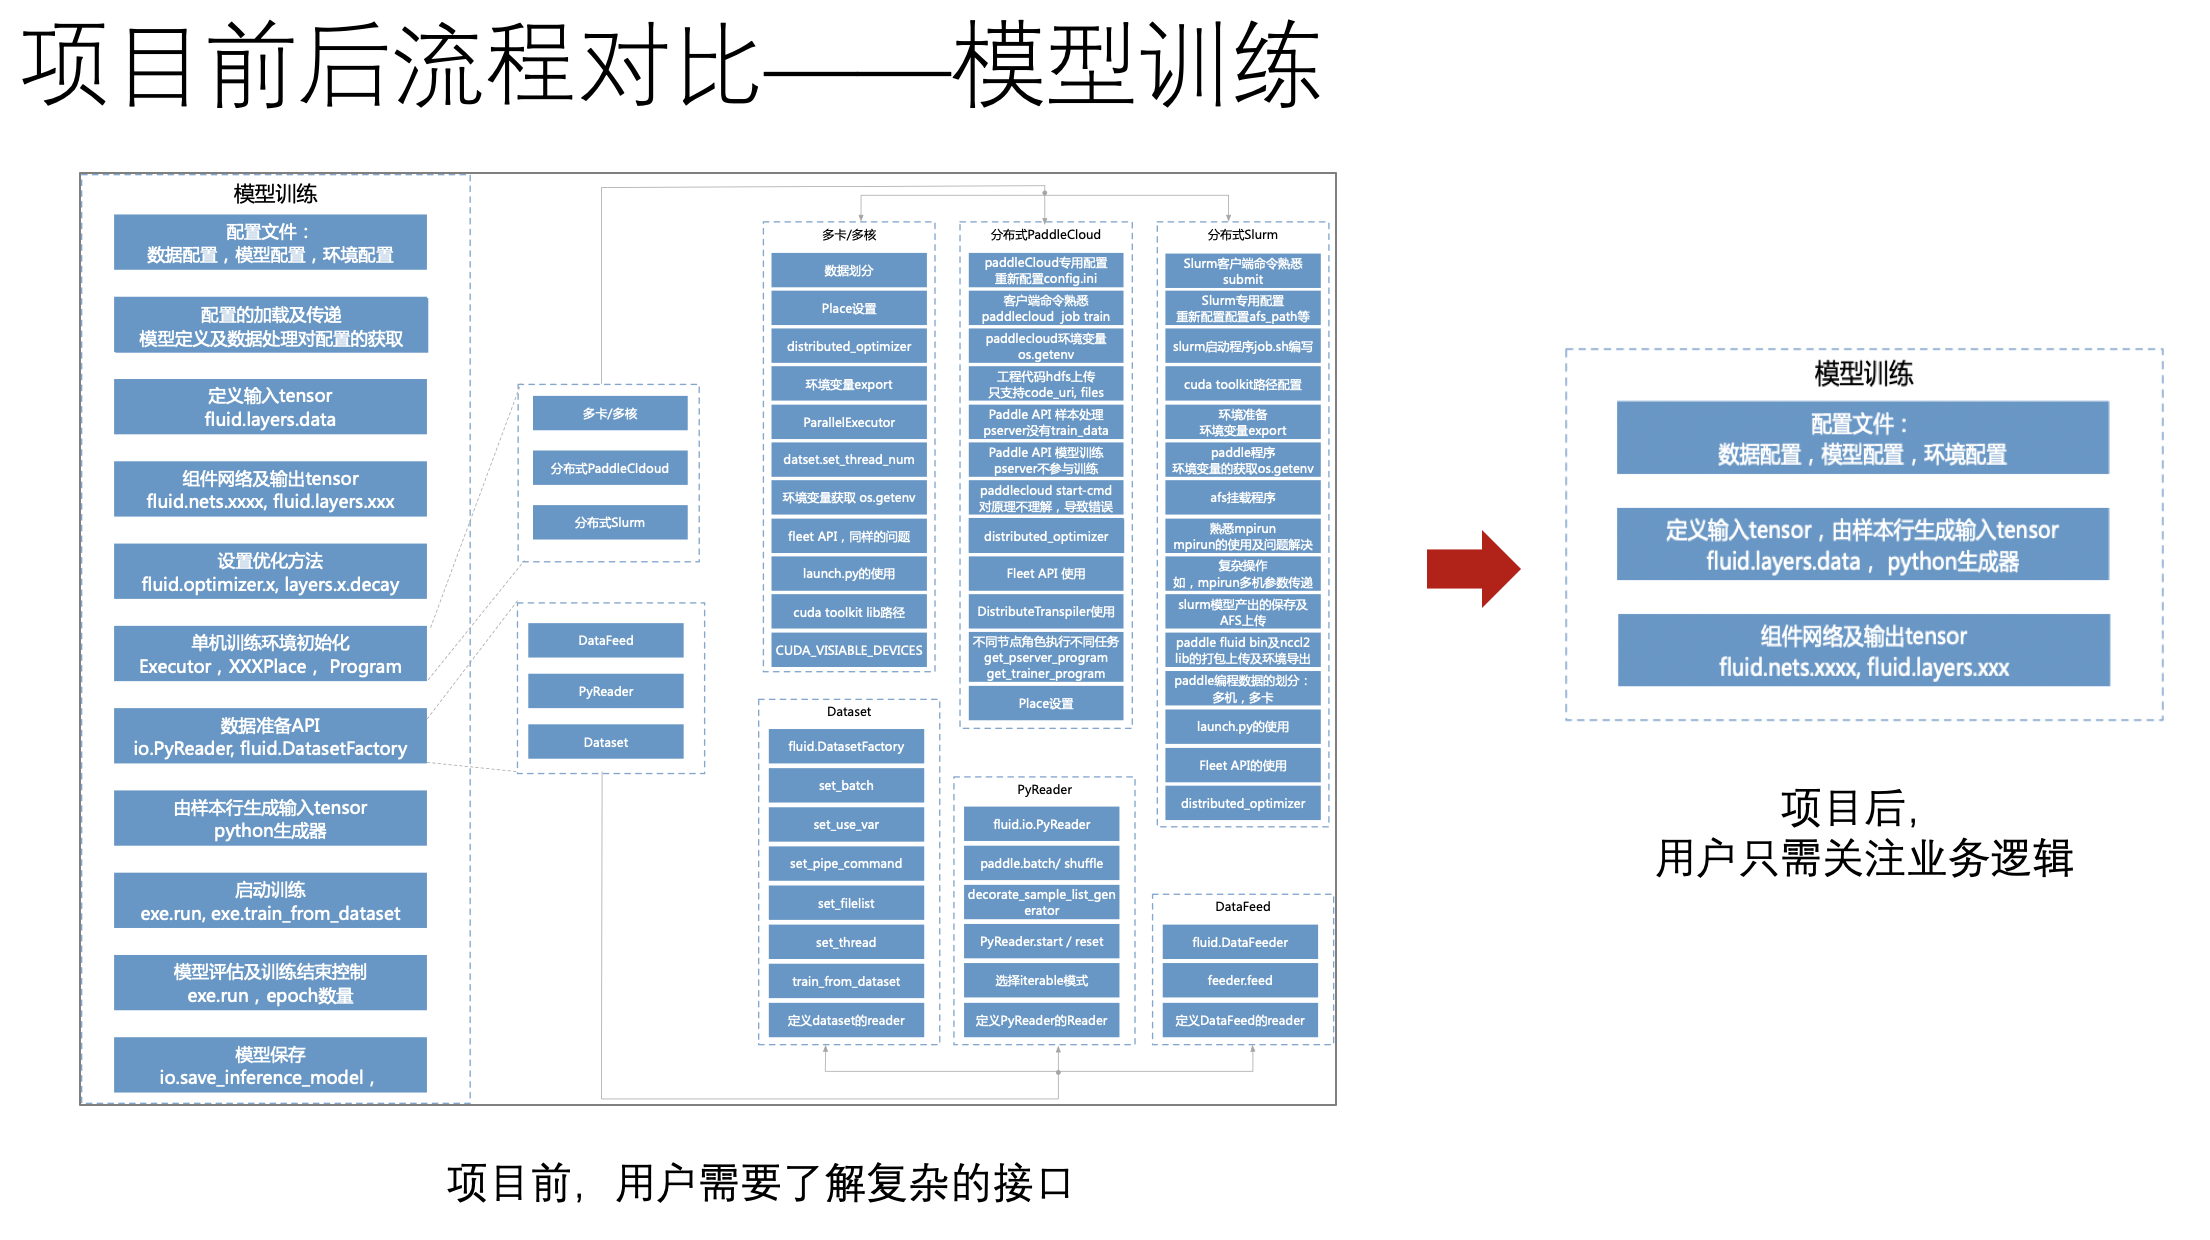 项目前后流程对比——模型训练
模型训练
配置文件：
数据配置，模型配置，环境配置
配置的加载及传递
模型定义及数据处理对配置的获取
定义输入tensor
fluid.layers.data
组件网络及输出tensor
fluid.nets.xxxx, fluid.layers.xxx
设置优化方法
fluid.optimizer.x, layers.x.decay
单机训练环境初始化
Executor，XXXPlace， Program
数据准备API
io.PyReader, fluid.DatasetFactory
由样本行生成输入tensor
python生成器
启动训练
exe.run, exe.train_from_dataset
模型评估及训练结束控制
exe.run，epoch数量
模型保存
io.save_inference_model，
多卡/多核
分布式PaddleCldoud
分布式Slurm
DataFeed
PyReader
Dataset
多卡/多核
数据划分
Place设置
distributed_optimizer
环境变量export
ParallelExecutor
datset.set_thread_num
环境变量获取 os.getenv
fleet API，同样的问题
launch.py的使用
cuda toolkit lib路径
CUDA_VISIABLE_DEVICES
分布式PaddleCloud
paddleCloud专用配置
重新配置config.ini
客户端命令熟悉
paddlecloud job train
paddlecloud环境变量
os.getenv
工程代码hdfs上传
只支持code_uri, files
Paddle API 样本处理
pserver没有train_data
Paddle API 模型训练
pserver不参与训练
paddlecloud start-cmd
对原理不理解，导致错误
distributed_optimizer
Fleet API 使用
DistributeTranspiler使用
不同节点角色执行不同任务
get_pserver_program
get_trainer_program
Place设置
分布式Slurm
Slurm客户端命令熟悉
submit
Slurm专用配置
重新配置配置afs_path等
slurm启动程序job.sh编写
cuda toolkit路径配置
环境准备
环境变量export
paddle程序
环境变量的获取os.getenv
afs挂载程序
熟悉mpirun
mpirun的使用及问题解决
复杂操作
如，mpirun多机参数传递
slurm模型产出的保存及
AFS上传
paddle fluid bin及nccl2
lib的打包上传及环境导出
paddle编程数据的划分：
多机，多卡
launch.py的使用
Fleet API的使用
distributed_optimizer
Dataset
fluid.DatasetFactory
set_batch
set_use_var
set_pipe_command
set_filelist
set_thread
train_from_dataset
定义dataset的reader
PyReader
fluid.io.PyReader
paddle.batch/ shuffle
decorate_sample_list_gen
erator
PyReader.start / reset
选择iterable模式
定义PyReader的Reader
DataFeed
fluid.DataFeeder
feeder.feed
定义DataFeed的reader
项目前，用户需要了解复杂的接口
模型训练
配置文件：
数据配置，模型配置，环境配置
定义输入tensor，由样本行生成输入tensor
fluid.layers.data， python生成器
组件网络及输出tensor
fluid.nets.xxxx, fluid.layers.xxx
项目后，
用户只需关注业务逻辑